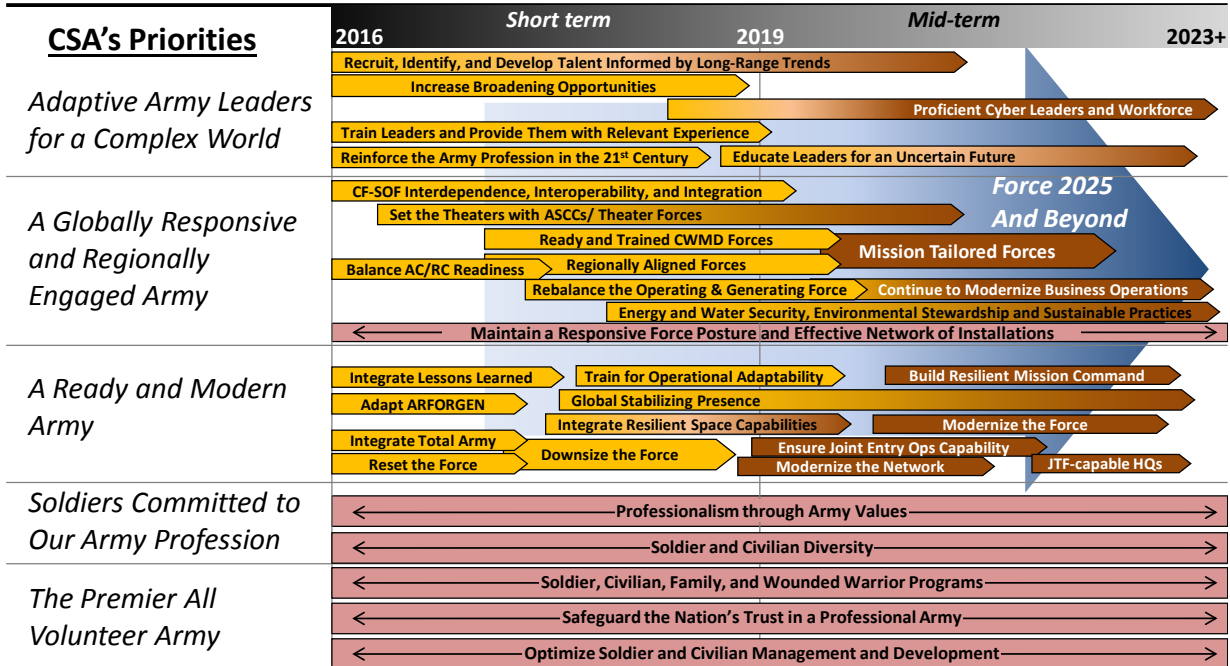 CSA's Priorities
Short term
Mid-term
2016
2019
2023+
Adaptive Army Leaders
for a Complex World
Recruit, Identify, and Develop Talent Informed by Long-Range Trends
Increase Broadening Opportunities
Proficient Cyber Leaders and Workforce
Train Leaders and Provide Them with Relevant Experience
Reinforce the Army Profession in the 21st Century
Educate Leaders for an Uncertain Future
Force 2025
And Beyond
A Globally Responsive
and Regionally
Engaged Army
CF-SOF Interdependence, Interoperability, and Integration
Set the Theaters with ASCCs/ Theater Forces
Ready and Trained CWMD Forces
Mission Tailored Forces
Regionally Aligned Forces
Balance AC/RC Readiness
Rebalance the Operating & Generating Force
Continue to Modernize Business Operations
Energy and Water Security, Environmental Stewardship and Sustainable Practices
Maintain a Responsive Force Posture and Effective Network of Installations
A Ready and Modern
Army
Integrate Lessons Learned
Train for Operational Adaptability
Build Resilient Mission Command
Adapt ARFORGEN
Global Stabilizing Presence
Integrate Resilient Space Capabilities
Modernize the Force
Integrate Total Army
Downsize the Force
Ensure Joint Entry Ops Capability
Reset the Force
Modernize the Network
JTF-capable HQs
Soldiers Committed to
Our Army Profession
Professionalism through Army Values
Soldier and Civilian Diversity
The Premier All
Volunteer Army
Soldier, Civilian, Family, and Wounded Warrior Programs
Safeguard the Nation's Trust in a Professional Army
Optimize Soldier and Civilian Management and Development